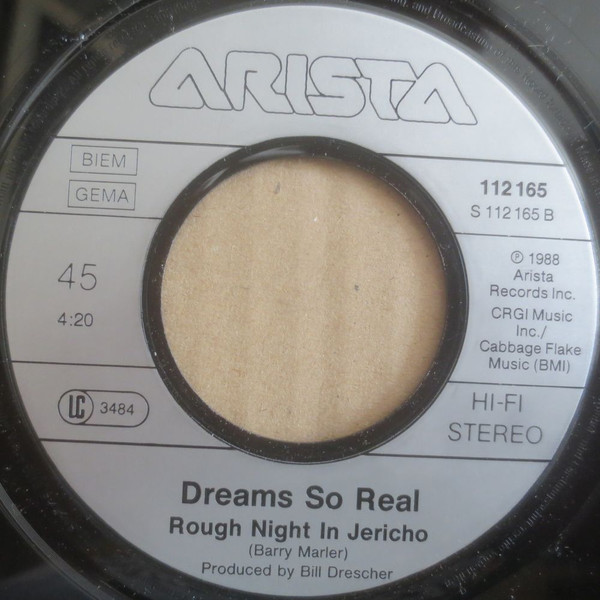 ARISTA
BIEM
GEMA
112 165
S 112 165 B
45
4:20
℗ 1988
Arista
Records Inc.
CRGI Music
Inc./
Cabbage Flake
Music (BMI)
LC 3484
HI-FI
STEREO
Dreams So Real
Rough Night In Jericho
(Barry Marler)
Produced by Bill Drescher